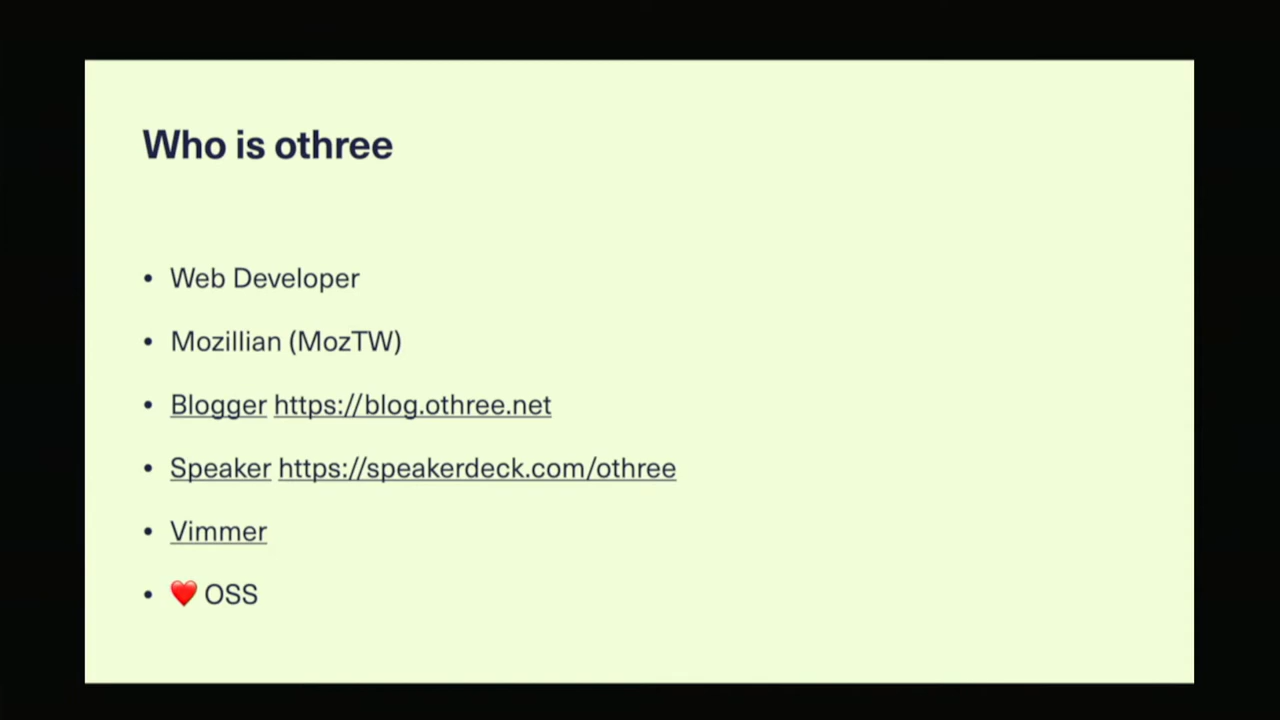 Who is othree
• Web Developer
• Mozillian (MozTW)
• Blogger https://blog.othree.net
• Speaker https://speakerdeck.com/othree
• Vimmer
• ❤️ OSS